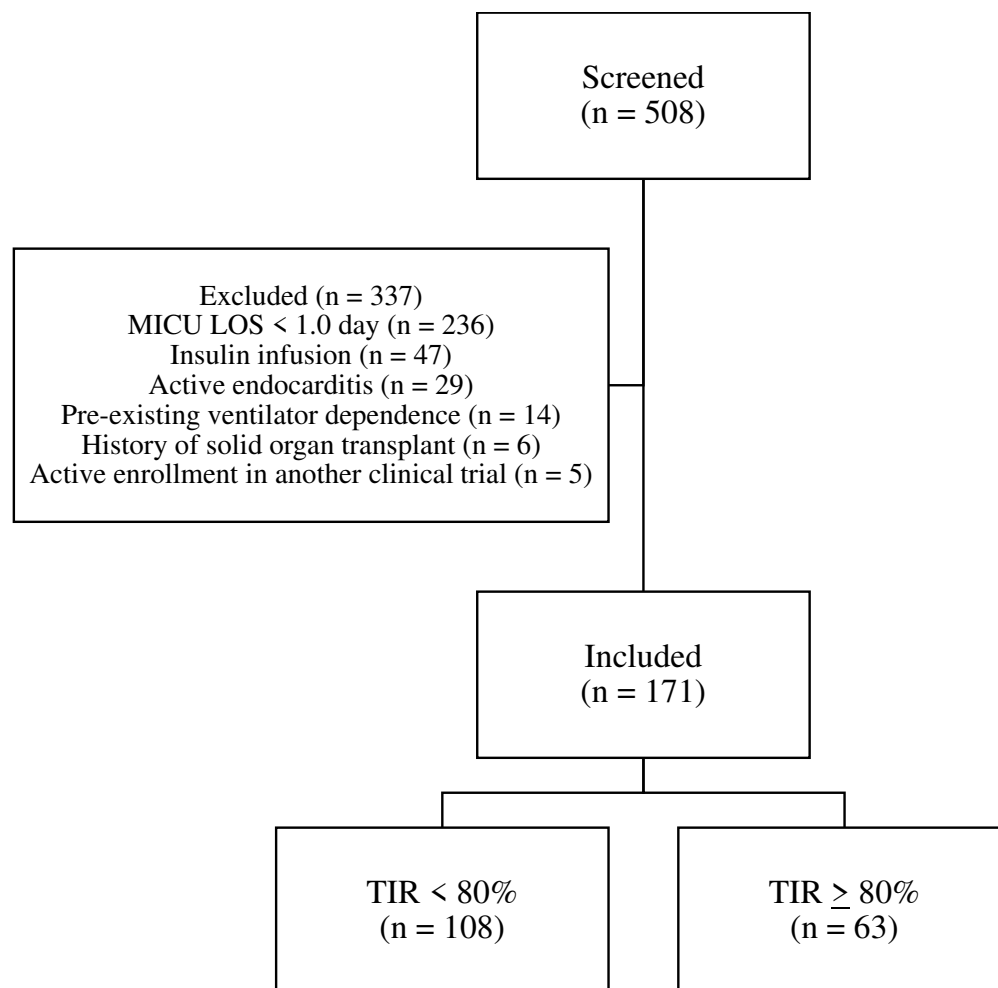 Screened
(n = 508)
Excluded (n = 337)
MICU LOS < 1.0 day (n = 236)
Insulin infusion (n = 47)
Active endocarditis (n = 29)
Pre-existing ventilator dependence (n = 14)
History of solid organ transplant (n = 6)
Active enrollment in another clinical trial (n = 5)
Included
(n = 171)
TIR < 80%
(n = 108)
TIR ≥ 80%
(n = 63)